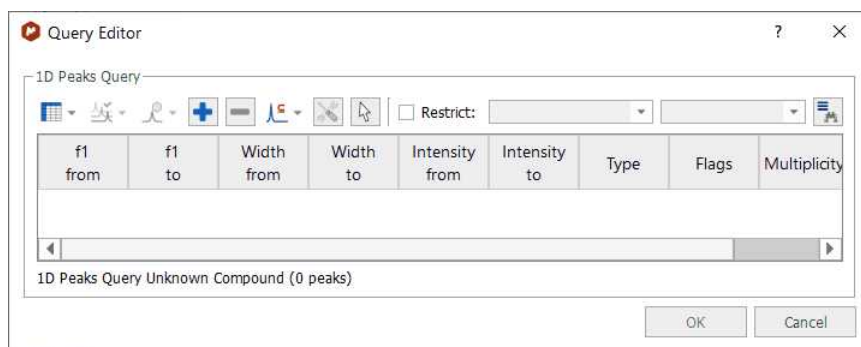 Query Editor
?
1D Peaks Query
Restrict:
f1 from
f1 to
Width from
Width to
Intensity from
Intensity to
Type
Flags
Multiplicity
1D Peaks Query Unknown Compound (0 peaks)
OK
Cancel